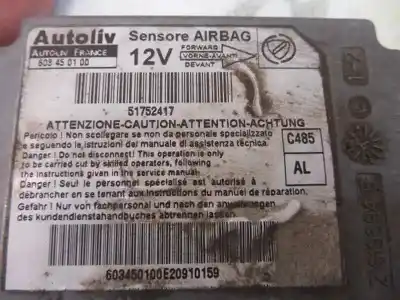 Autoliv
AUTOLIV FRANCE
603 45 01 00
Sensore AIRBAG
12V
FORWARD
VORNE-AVANTI
DEVANT
51752417
ATTENZIONE-CAUTION-ATTENTION-ACHTUNG
Pericolo ! Non scollegare se non da personale specializzato
e seguendo le istruzioni del manuale di assistenza tecnica.
Danger ! Do not disconnect! This operation is only
to be carried out by skilled operators, following
the instructions given in the service manual.
Danger ! Seul le personnel spécialisé est autorisé à
débrancher en se tenant aux instructions du manuel de réparation.
Gefahr ! Nur von fachpersonal und nach den anweisungen
des kundendiensthandbuches abtrennen lassen.
C485
AL
603450100E20910159